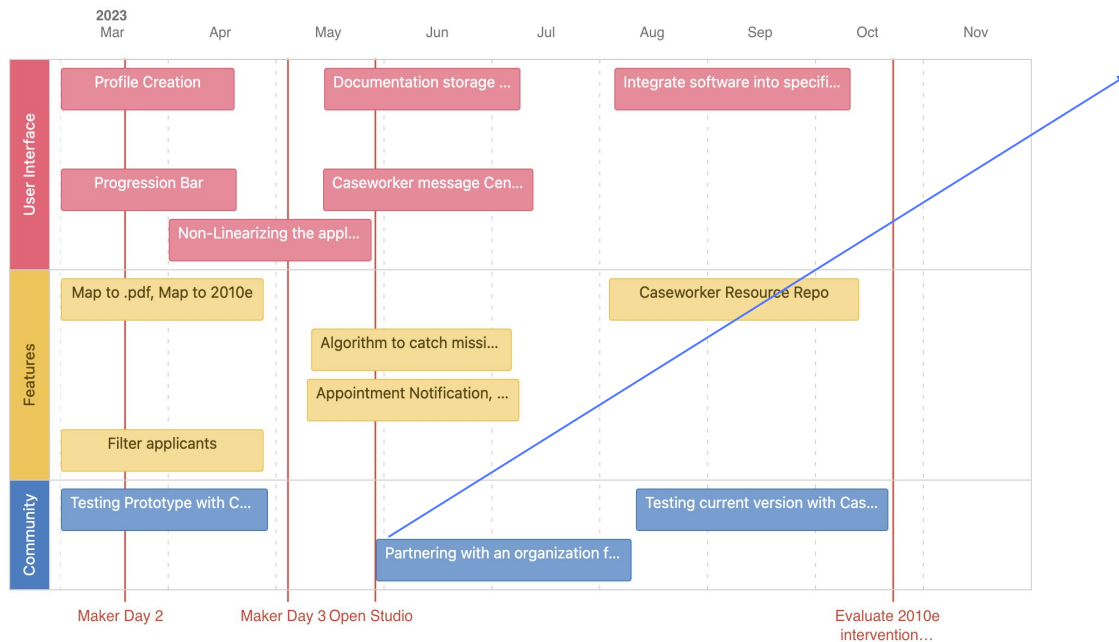 2023
Mar Apr May Jun Jul Aug Sep Oct Nov
User Interface
Profile Creation
Documentation storage ...
Integrate software into specifi...
Progression Bar
Caseworker message Cen...
Non-Linearizing the appl...
Features
Map to .pdf, Map to 2010e
Caseworker Resource Repo
Algorithm to catch missi...
Appointment Notification, ...
Filter applicants
Community
Testing Prototype with C...
Testing current version with Cas...
Partnering with an organization f...
Maker Day 2
Maker Day 3
Open Studio
Evaluate 2010e
intervention...